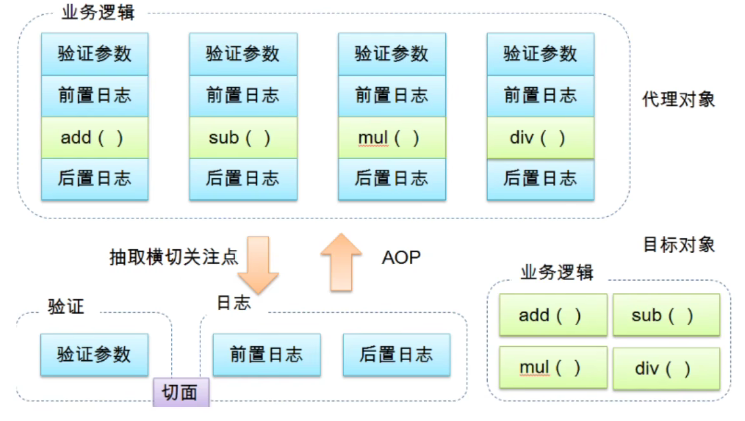 业务逻辑
验证参数 验证参数 验证参数 验证参数
前置日志 前置日志 前置日志 前置日志
add（ ） sub（ ） mul（ ） div（ ）
后置日志 后置日志 后置日志 后置日志
代理对象
抽取横切关注点
AOP
目标对象
验证
验证参数
日志
前置日志 后置日志
切面
业务逻辑
add（ ） sub（ ）
mul（ ） div（ ）